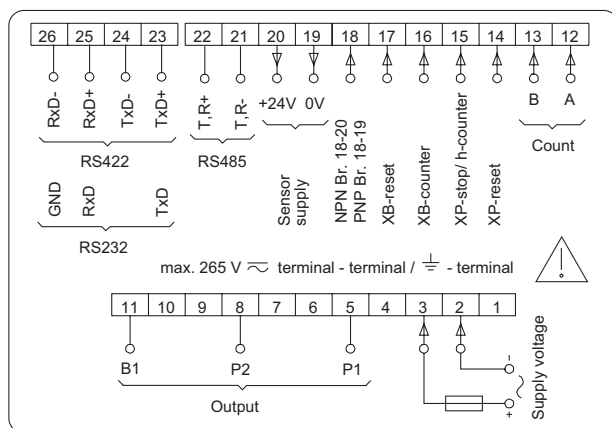 26 25 24 23 22 21 20 19 18 17 16 15 14 13 12
RxD-
RxD+
TxD-
TxD+
T,R+
T,R-
+24V 0V
NPN Br. 18-20
PNP Br. 18-19
XB-reset
XB-counter
XP-stop/ h-counter
XP-reset
B A
RS422
RS485
Sensor
supply
Count
GND
RxD
TxD
RS232
max. 265 V terminal - terminal / - terminal
!
11 10 9 8 7 6 5 4 3 2 1
B1 P2 P1
Output
-
+
Supply voltage